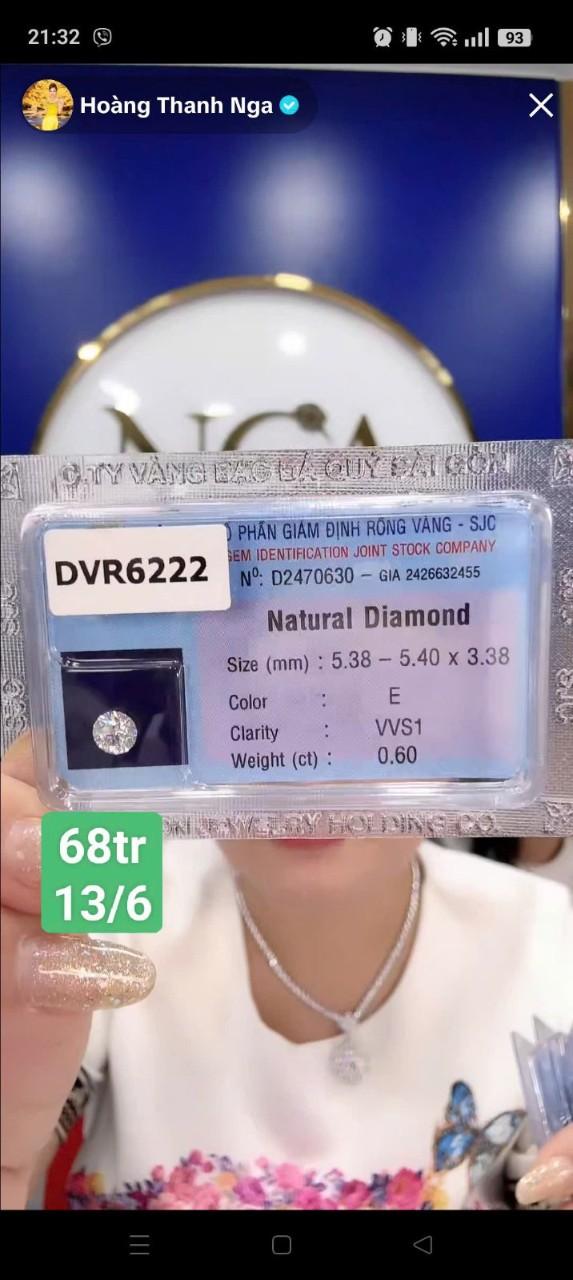 21:32
93
Hoàng Thanh Nga
NGA
C.TY VÀNG BẠC ĐÁ QUÝ SÀI GÒN
PHẦN GIÁM ĐỊNH RỒNG VÀNG - SJC
GEM IDENTIFICATION JOINT STOCK COMPANY
DVR6222
Nº: D2470630 – GIA 2426632455
Natural Diamond
Size (mm) : 5.38 – 5.40 x 3.38
Color : E
Clarity : VVS1
Weight (ct) : 0.60
JEWELRY HOLDING CO.
68tr
13/6